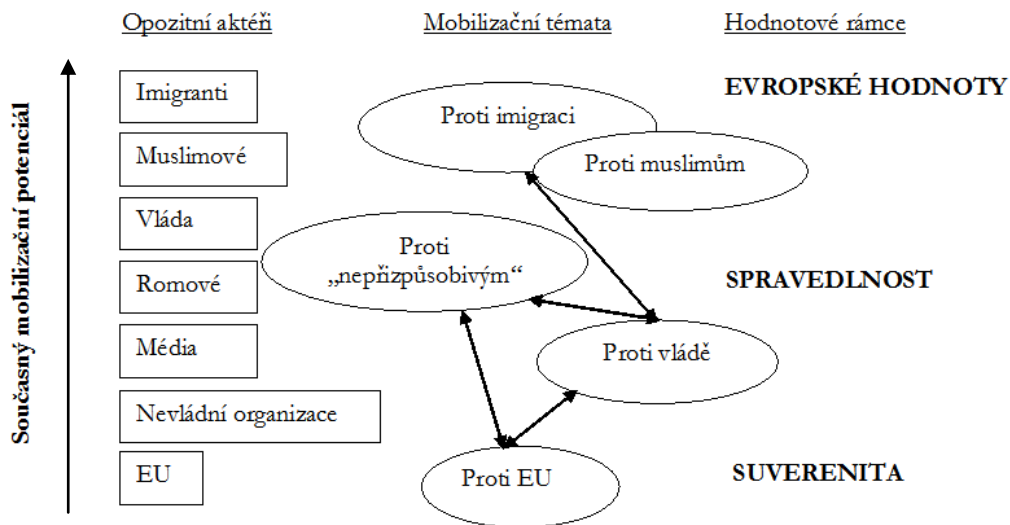 Opozitní aktéři
Mobilizační témata
Hodnotové rámce
Současný mobilizační potenciál
Imigranti
Muslimové
Vláda
Romové
Média
Nevládní organizace
EU
Proti imigraci
Proti muslimům
Proti
„nepřizpůsobivým“
Proti vládě
Proti EU
EVROPSKÉ HODNOTY
SPRAVEDLNOST
SUVERENITA